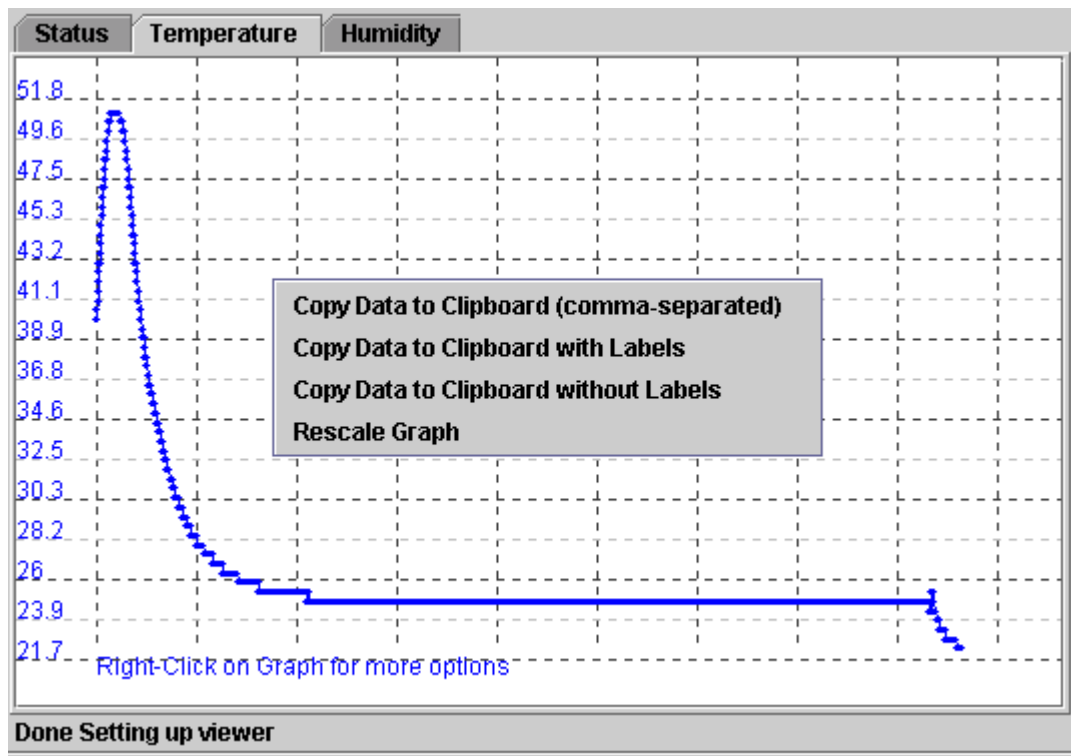 Status Temperature Humidity
51.8
49.6
47.5
45.3
43.2
41.1
38.9
36.8
34.6
32.5
30.3
28.2
26
23.9
21.7
Copy Data to Clipboard (comma-separated)
Copy Data to Clipboard with Labels
Copy Data to Clipboard without Labels
Rescale Graph
Right-Click on Graph for more options
Done Setting up viewer